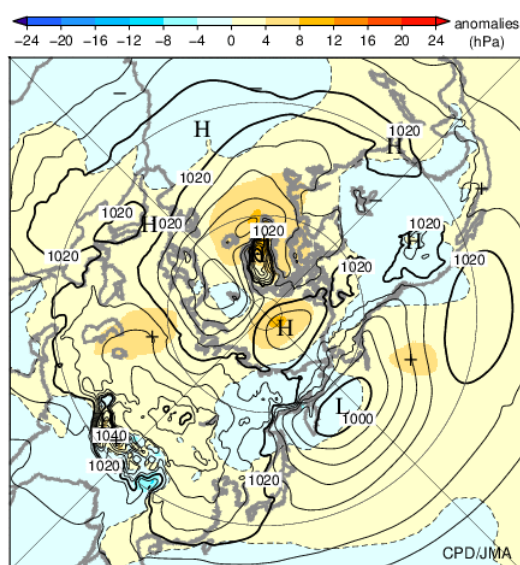 anomalies
−24 −20 −16 −12 −8 −4 0 4 8 12 16 20 24 (hPa)
− −
H 1020 H
1020
1020 H 1020 1020 1020 H
1020 1020 1020
+ H +
L 1000
1040
1020 1020
CPD/JMA